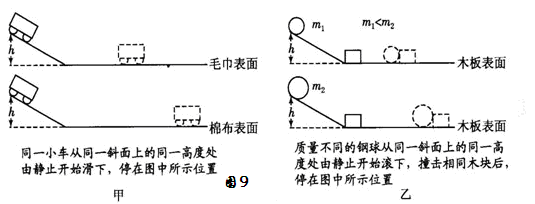 h
毛巾表面
h
棉布表面
同一小车从同一斜面上的同一高度处
由静止开始滑下，停在图中所示位置
甲
9
m₁
m₁<m₂
h
木板表面
m₂
h
木板表面
质量不同的钢球从同一斜面上的同一高
度处由静止开始滚下，撞击相同木块后，
停在图中所示位置
乙